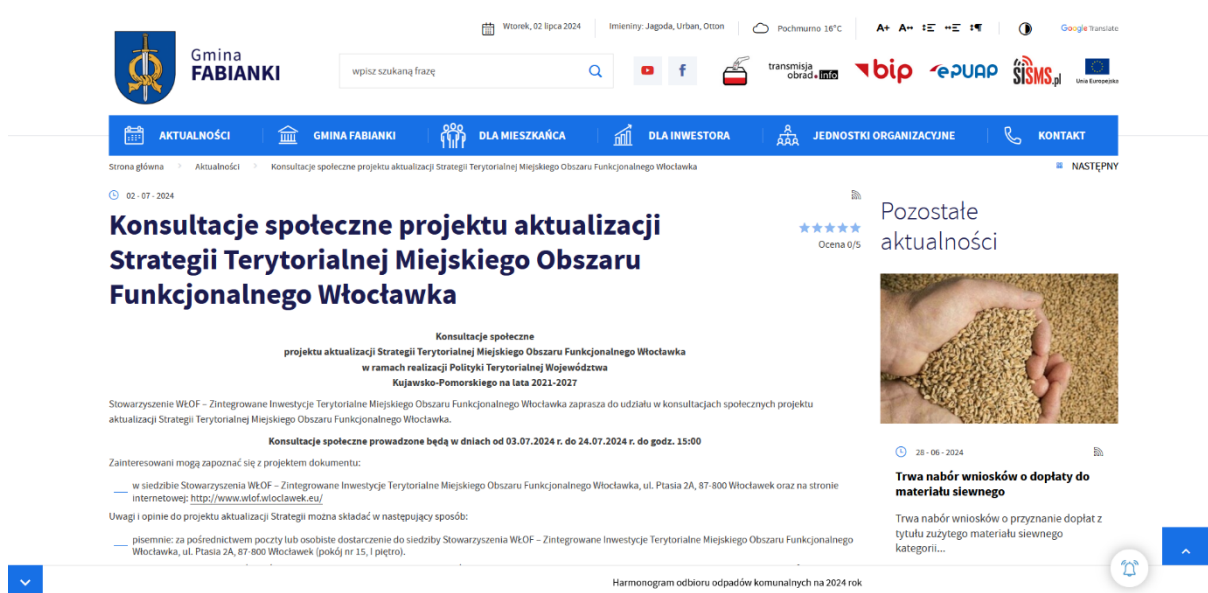 Wtorek, 02 lipca 2024
Imieniny: Jagoda, Urban, Otton
Pochmurno 16°C
A+ A
Google Translate
Gmina
FABIANKI
wpisz szukaną frazę
transmisja
obrad.info
bip
epuap
SISMS.pl
Unia Europejska
AKTUALNOŚCI
GMINA FABIANKI
DLA MIESZKAŃCA
DLA INWESTORA
JEDNOSTKI ORGANIZACYJNE
KONTAKT
Strona główna
Aktualności
Konsultacje społeczne projektu aktualizacji Strategii Terytorialnej Miejskiego Obszaru Funkcjonalnego Włocławka
NASTĘPNY
02 - 07 - 2024
Konsultacje społeczne projektu aktualizacji
Strategii Terytorialnej Miejskiego Obszaru
Funkcjonalnego Włocławka
Ocena 0/5
Konsultacje społeczne
projektu aktualizacji Strategii Terytorialnej Miejskiego Obszaru Funkcjonalnego Włocławka
w ramach realizacji Polityki Terytorialnej Województwa
Kujawsko-Pomorskiego na lata 2021-2027
Stowarzyszenie WŁOF – Zintegrowane Inwestycje Terytorialne Miejskiego Obszaru Funkcjonalnego Włocławka zaprasza do udziału w konsultacjach społecznych projektu
aktualizacji Strategii Terytorialnej Miejskiego Obszaru Funkcjonalnego Włocławka.
Konsultacje społeczne prowadzone będą w dniach od 03.07.2024 r. do 24.07.2024 r. do godz. 15:00
Zainteresowani mogą zapoznać się z projektem dokumentu:
w siedzibie Stowarzyszenia WŁOF – Zintegrowane Inwestycje Terytorialne Miejskiego Obszaru Funkcjonalnego Włocławka, ul. Ptasia 2A, 87-800 Włocławek oraz na stronie
internetowej: http://www.wlof.wloclawek.eu/
Uwagi i opinie do projektu aktualizacji Strategii można składać w następujący sposób:
pisemnie: za pośrednictwem poczty lub osobiste dostarczenie do siedziby Stowarzyszenia WŁOF – Zintegrowane Inwestycje Terytorialne Miejskiego Obszaru Funkcjonalnego
Włocławka, ul. Ptasia 2A, 87-800 Włocławek (pokój nr 15, I piętro).
Pozostałe
aktualności
28 - 06 - 2024
Trwa nabór wniosków o dopłaty do
materiału siewnego
Trwa nabór wniosków o przyznanie dopłat z
tytułu zużytego materiału siewnego
kategorii...
Harmonogram odbioru odpadów komunalnych na 2024 rok